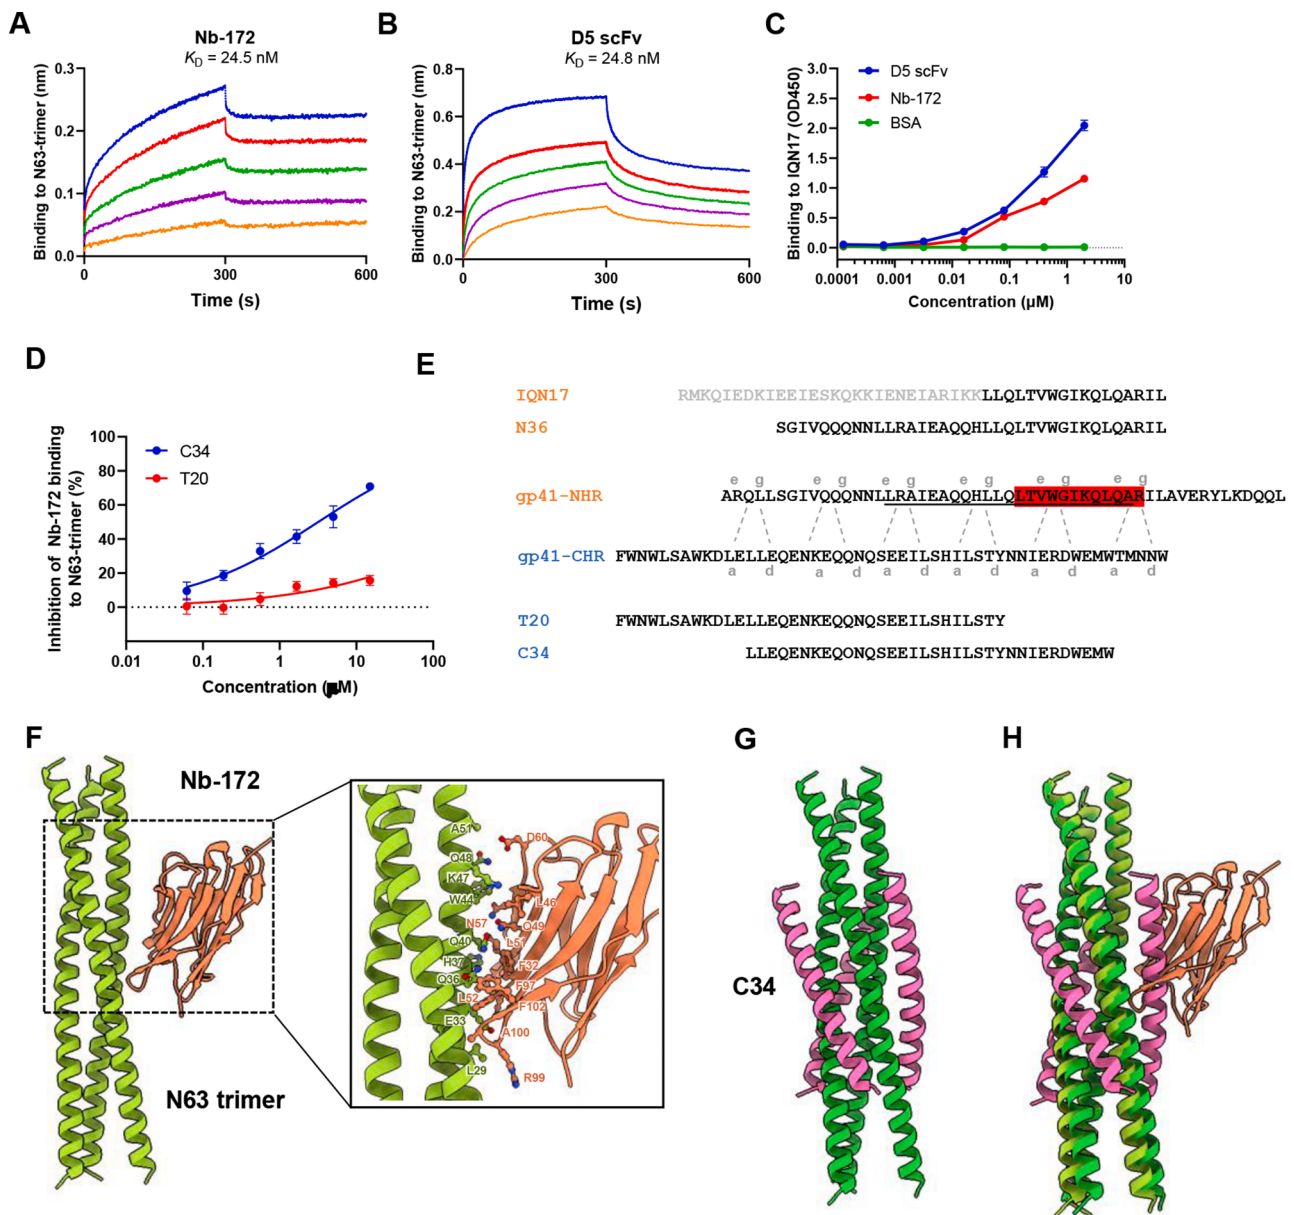 A
Nb-172
KD = 24.5 nM
Binding to N63-trimer (nm)
0.3
0.2
0.1
0.0
0
300
600
Time (s)
B
D5 scFv
KD = 24.8 nM
Binding to N63-trimer (nm)
0.8
0.6
0.4
0.2
0.0
0
300
600
Time (s)
C
D5 scFv
Nb-172
BSA
Binding to IQN17 (OD450)
3.0
2.5
2.0
1.5
1.0
0.5
0.0
0.0001
0.001
0.01
0.1
1
10
Concentration (μM)
D
C34
T20
Inhibition of Nb-172 binding
to N63-trimer (%)
100
80
60
40
20
0
0.01
0.1
1
10
100
Concentration (μM)
E
IQN17 RMKQIEDKIEEIESKQKKIENEIARIKKLLQLTVWGIKQLQARIL
N36 SGIVQQQNNLLRAIEAQQHLLQLTVWGIKQLQARIL
e g e g e g e g e g e g
gp41-NHR ARQLLSGIVQQQNNLLRAIEAQQHLLQLTVWGIKQLQARILAVERYLKDQQL
gp41-CHR FWNWLSAWKDLELLEQENKEQQNQSEEILSHILSTYNNIERDWEMWTMNNW
a d a d a d a d a d a d
T20 FWNWLSAWKDLELLEQENKEQQNQSEEILSHILSTY
C34 LLEQENKEQQNQSEEILSHILSTYNNIERDWEMW
F
Nb-172
N63 trimer
A51
D60
Q48
K47
W44
L46
N57
Q49
Q40
L51
H37
F32
Q36
F97
L52
F102
E33
A100
L29
R99
G
C34
H